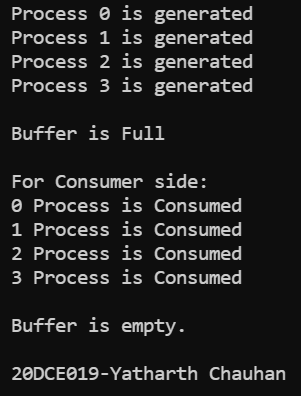 Process 0 is generated
Process 1 is generated
Process 2 is generated
Process 3 is generated
Buffer is Full
For Consumer side:
0 Process is Consumed
1 Process is Consumed
2 Process is Consumed
3 Process is Consumed
Buffer is empty.
20DCE019-Yatharth Chauhan